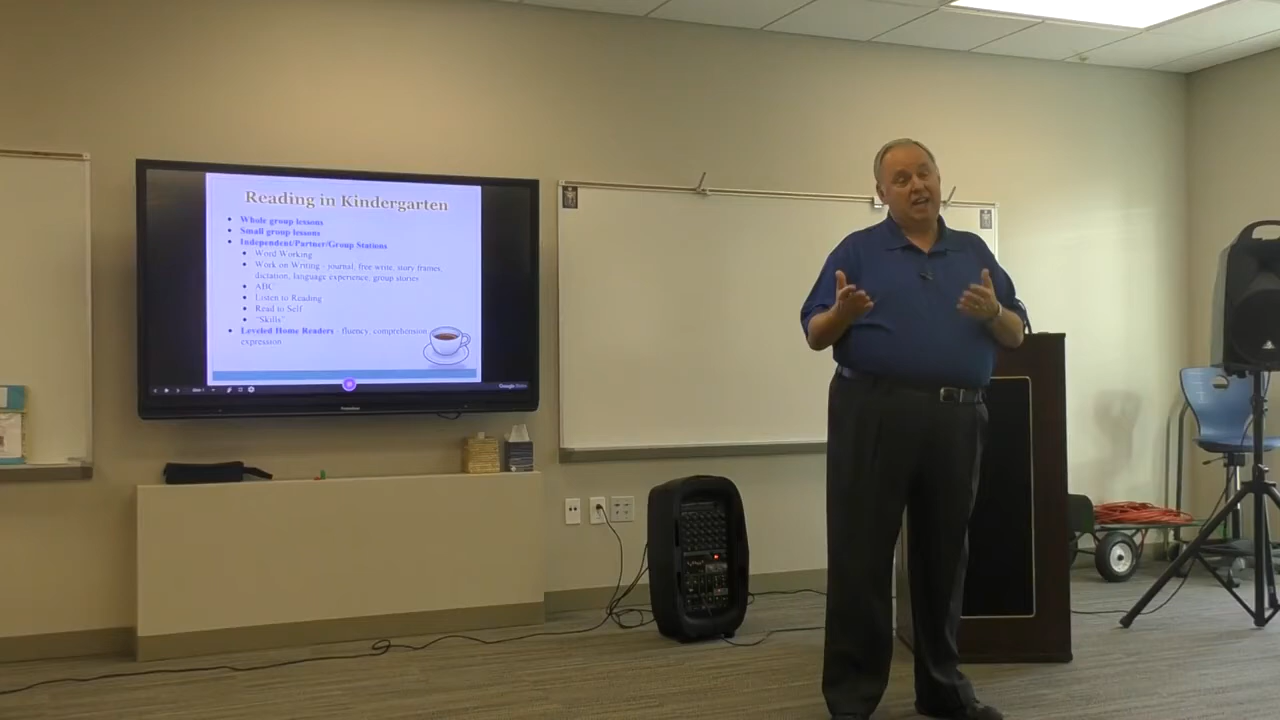 Reading in Kindergarten
• Whole group lessons
• Small group lessons
• Independent/Partner/Group Stations
• Word Working
• Work on Writing - journal, free write, story frames,
dictation, language experience, group stories
• ABC
• Listen to Reading
• Read to Self
• "Skills"
• Leveled Home Readers - fluency, comprehension
expression
Google Slides